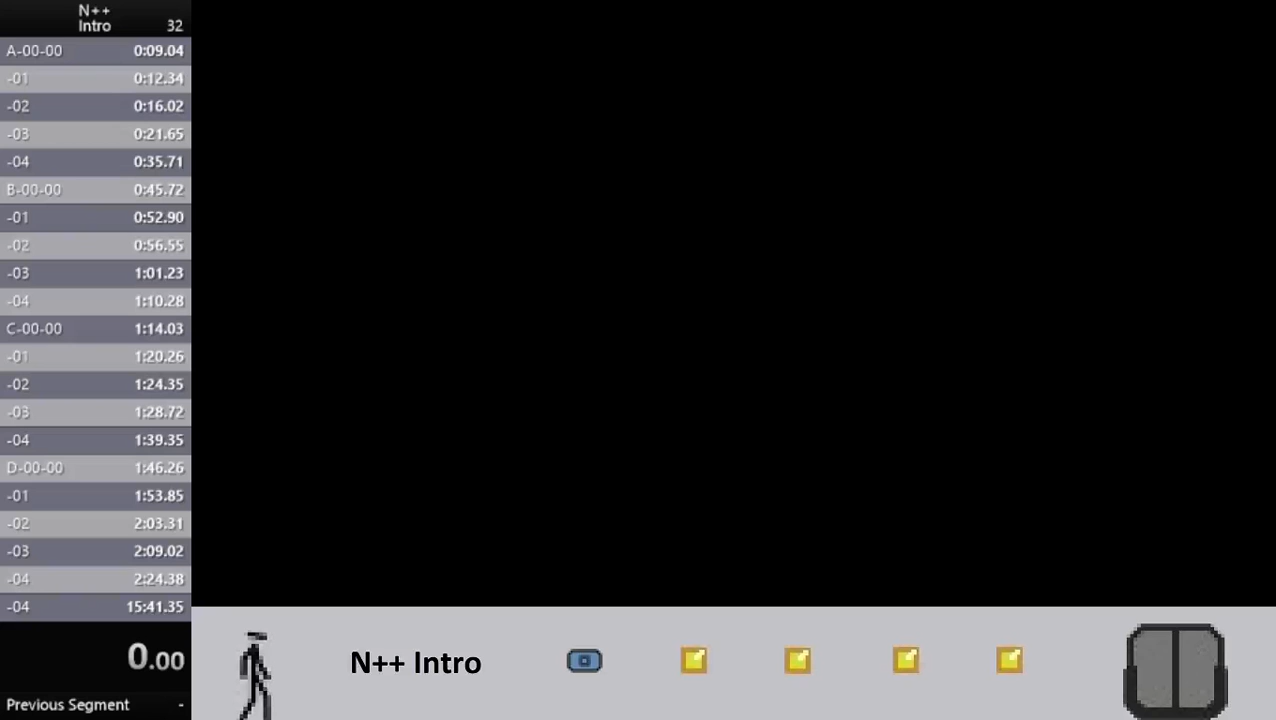 N++
Intro 32
A-00-00 0:09.04
-01 0:12.34
-02 0:16.02
-03 0:21.65
-04 0:35.71
B-00-00 0:45.72
-01 0:52.90
-02 0:56.55
-03 1:01.23
-04 1:10.28
C-00-00 1:14.03
-01 1:20.26
-02 1:24.35
-03 1:28.72
-04 1:39.35
D-00-00 1:46.26
-01 1:53.85
-02 2:03.31
-03 2:09.02
-04 2:24.38
-04 15:41.35
0.00
Previous Segment -
N++ Intro